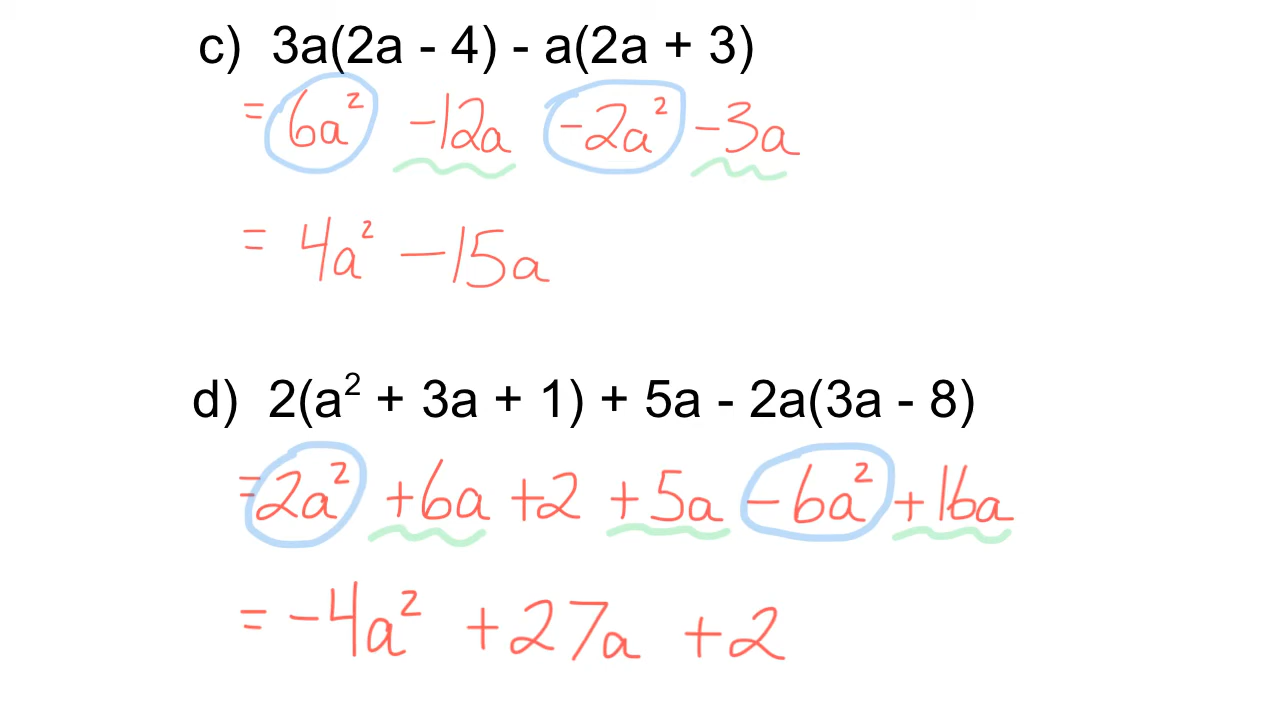 c) 3a(2a - 4) - a(2a + 3)
= 6a² -12a -2a² -3a
= 4a² -15a
d) 2(a² + 3a + 1) + 5a - 2a(3a - 8)
= 2a² +6a +2 +5a -6a² +16a
= -4a² +27a +2